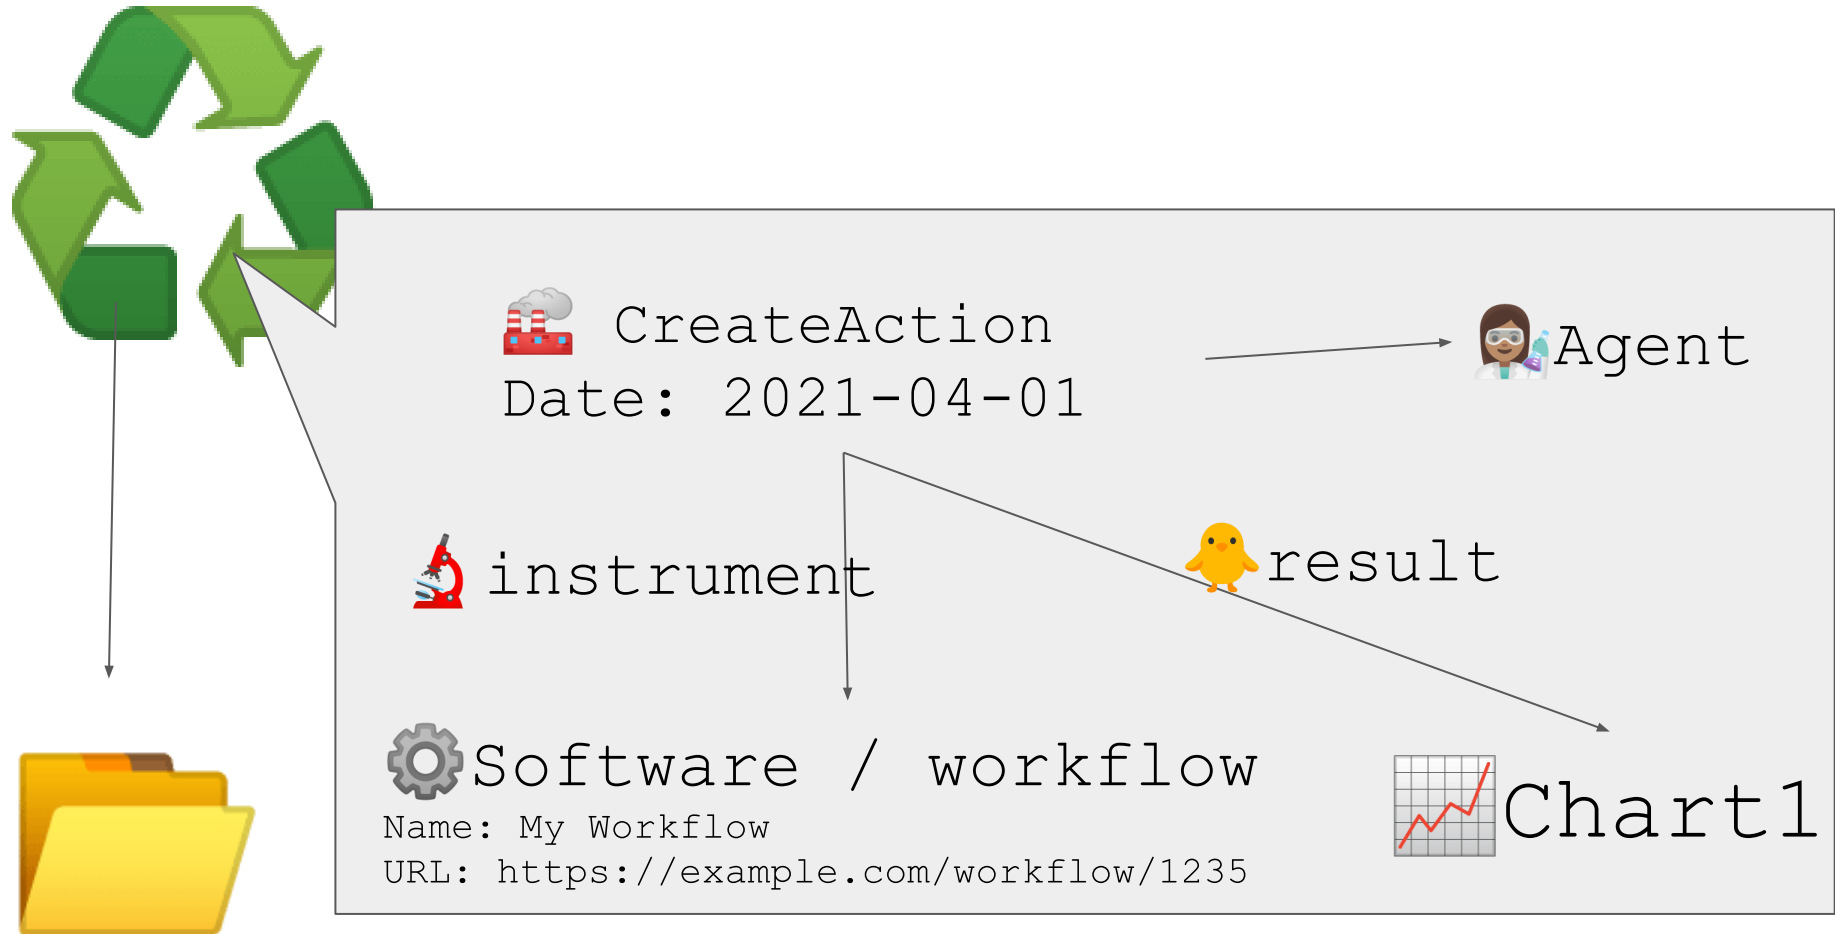 CreateAction
Date: 2021-04-01
Agent
instrument
result
Software / workflow
Name: My Workflow
URL: https://example.com/workflow/1235
Chart1